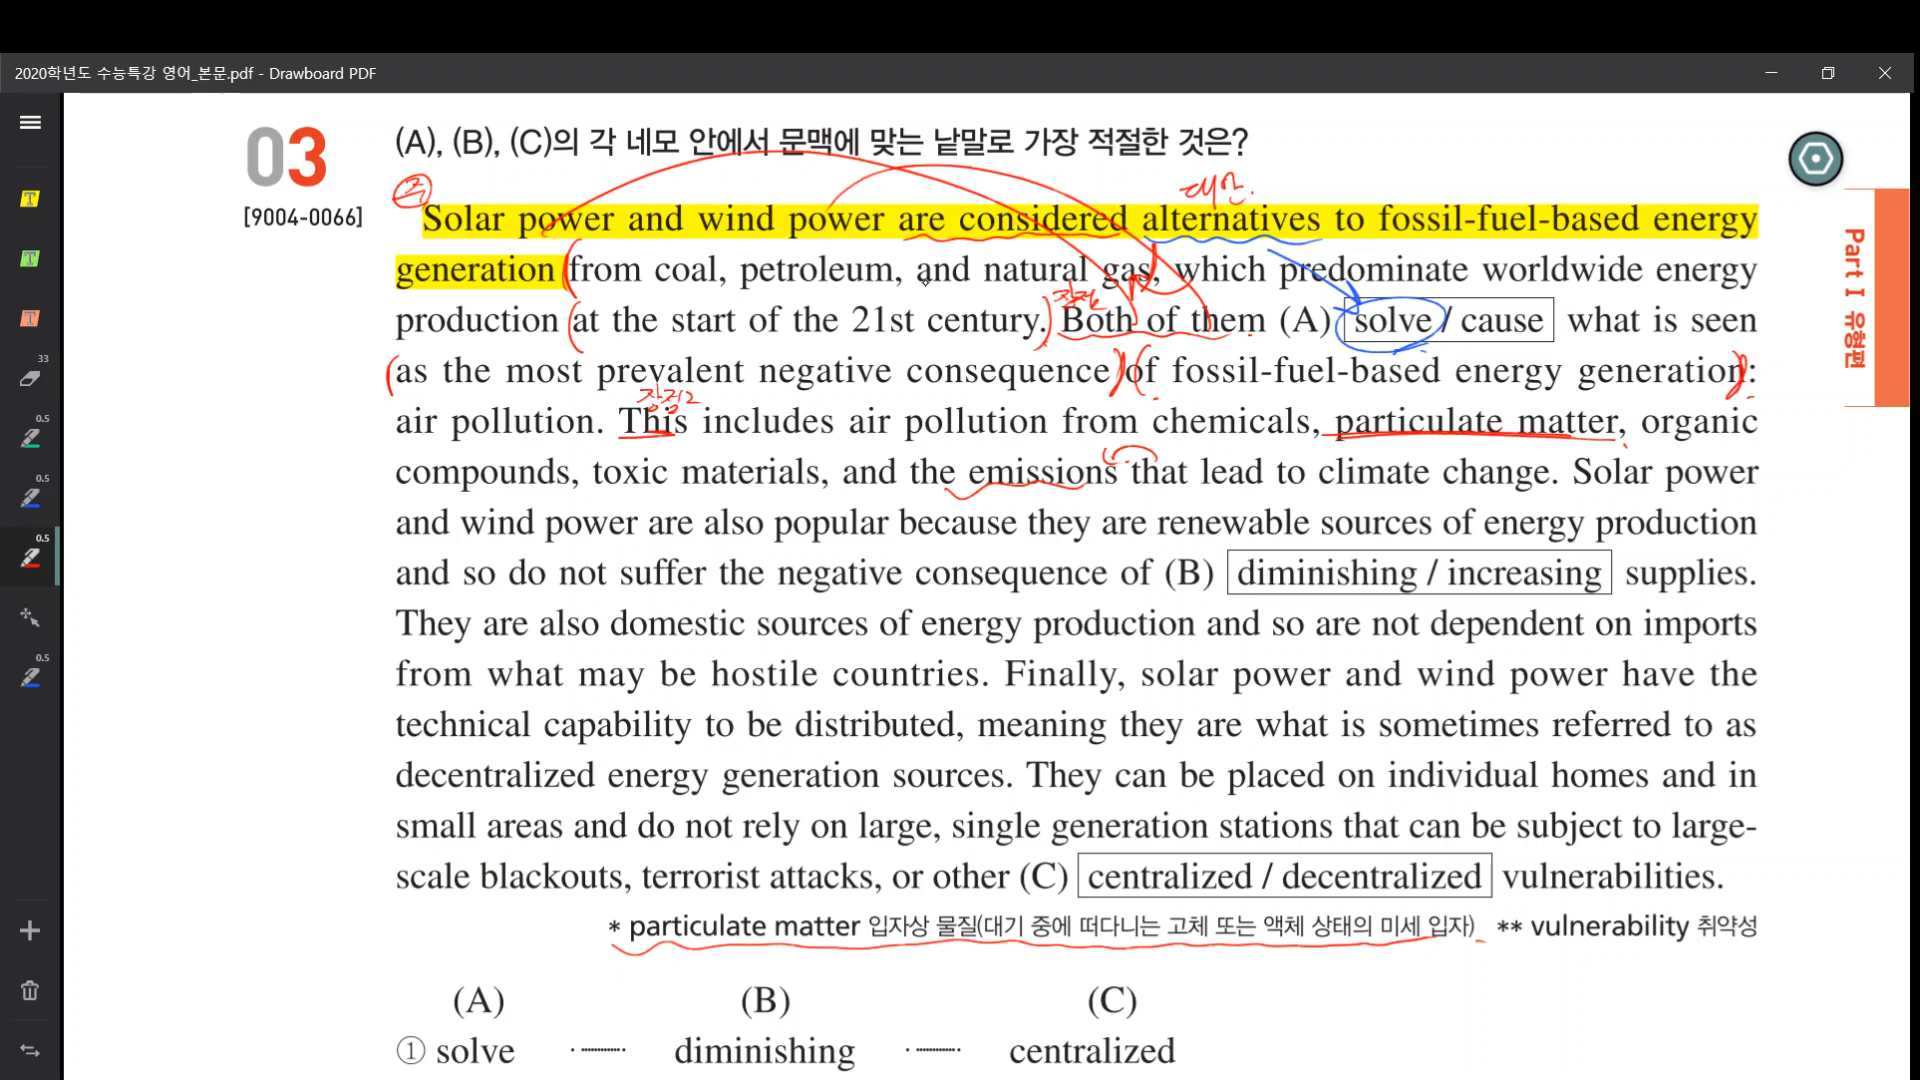 2020학년도 수능특강 영어_본문.pdf - Drawboard PDF
03
(A), (B), (C)의 각 네모 안에서 문맥에 맞는 낱말로 가장 적절한 것은?
[9004-0066]
대안.
Solar power and wind power are considered alternatives to fossil-fuel-based energy
generation from coal, petroleum, and natural gas, which predominate worldwide energy
production at the start of the 21st century. Both of them (A) solve / cause what is seen
as the most prevalent negative consequence of fossil-fuel-based energy generation:
장점2
air pollution. This includes air pollution from chemicals, particulate matter, organic
compounds, toxic materials, and the emissions that lead to climate change. Solar power
and wind power are also popular because they are renewable sources of energy production
and so do not suffer the negative consequence of (B) diminishing / increasing supplies.
They are also domestic sources of energy production and so are not dependent on imports
from what may be hostile countries. Finally, solar power and wind power have the
technical capability to be distributed, meaning they are what is sometimes referred to as
decentralized energy generation sources. They can be placed on individual homes and in
small areas and do not rely on large, single generation stations that can be subject to large-
scale blackouts, terrorist attacks, or other (C) centralized / decentralized vulnerabilities.
* particulate matter 입자상 물질(대기 중에 떠다니는 고체 또는 액체 상태의 미세 입자) ** vulnerability 취약성
(A) (B) (C)
① solve ······ diminishing ······ centralized
Part I 유형편
33
0.5
0.5
0.5
0.5